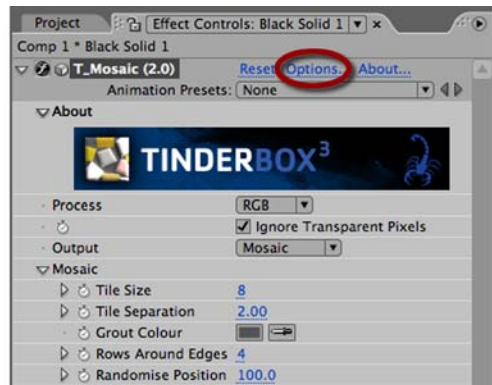 Project Effect Controls: Black Solid 1
Comp 1 * Black Solid 1
T_Mosaic (2.0) Reset Options... About...
Animation Presets: None
About
TINDERBOX3
Process RGB
Ignore Transparent Pixels
Output Mosaic
Mosaic
Tile Size 8
Tile Separation 2.00
Grout Colour
Rows Around Edges 4
Randomise Position 100.0